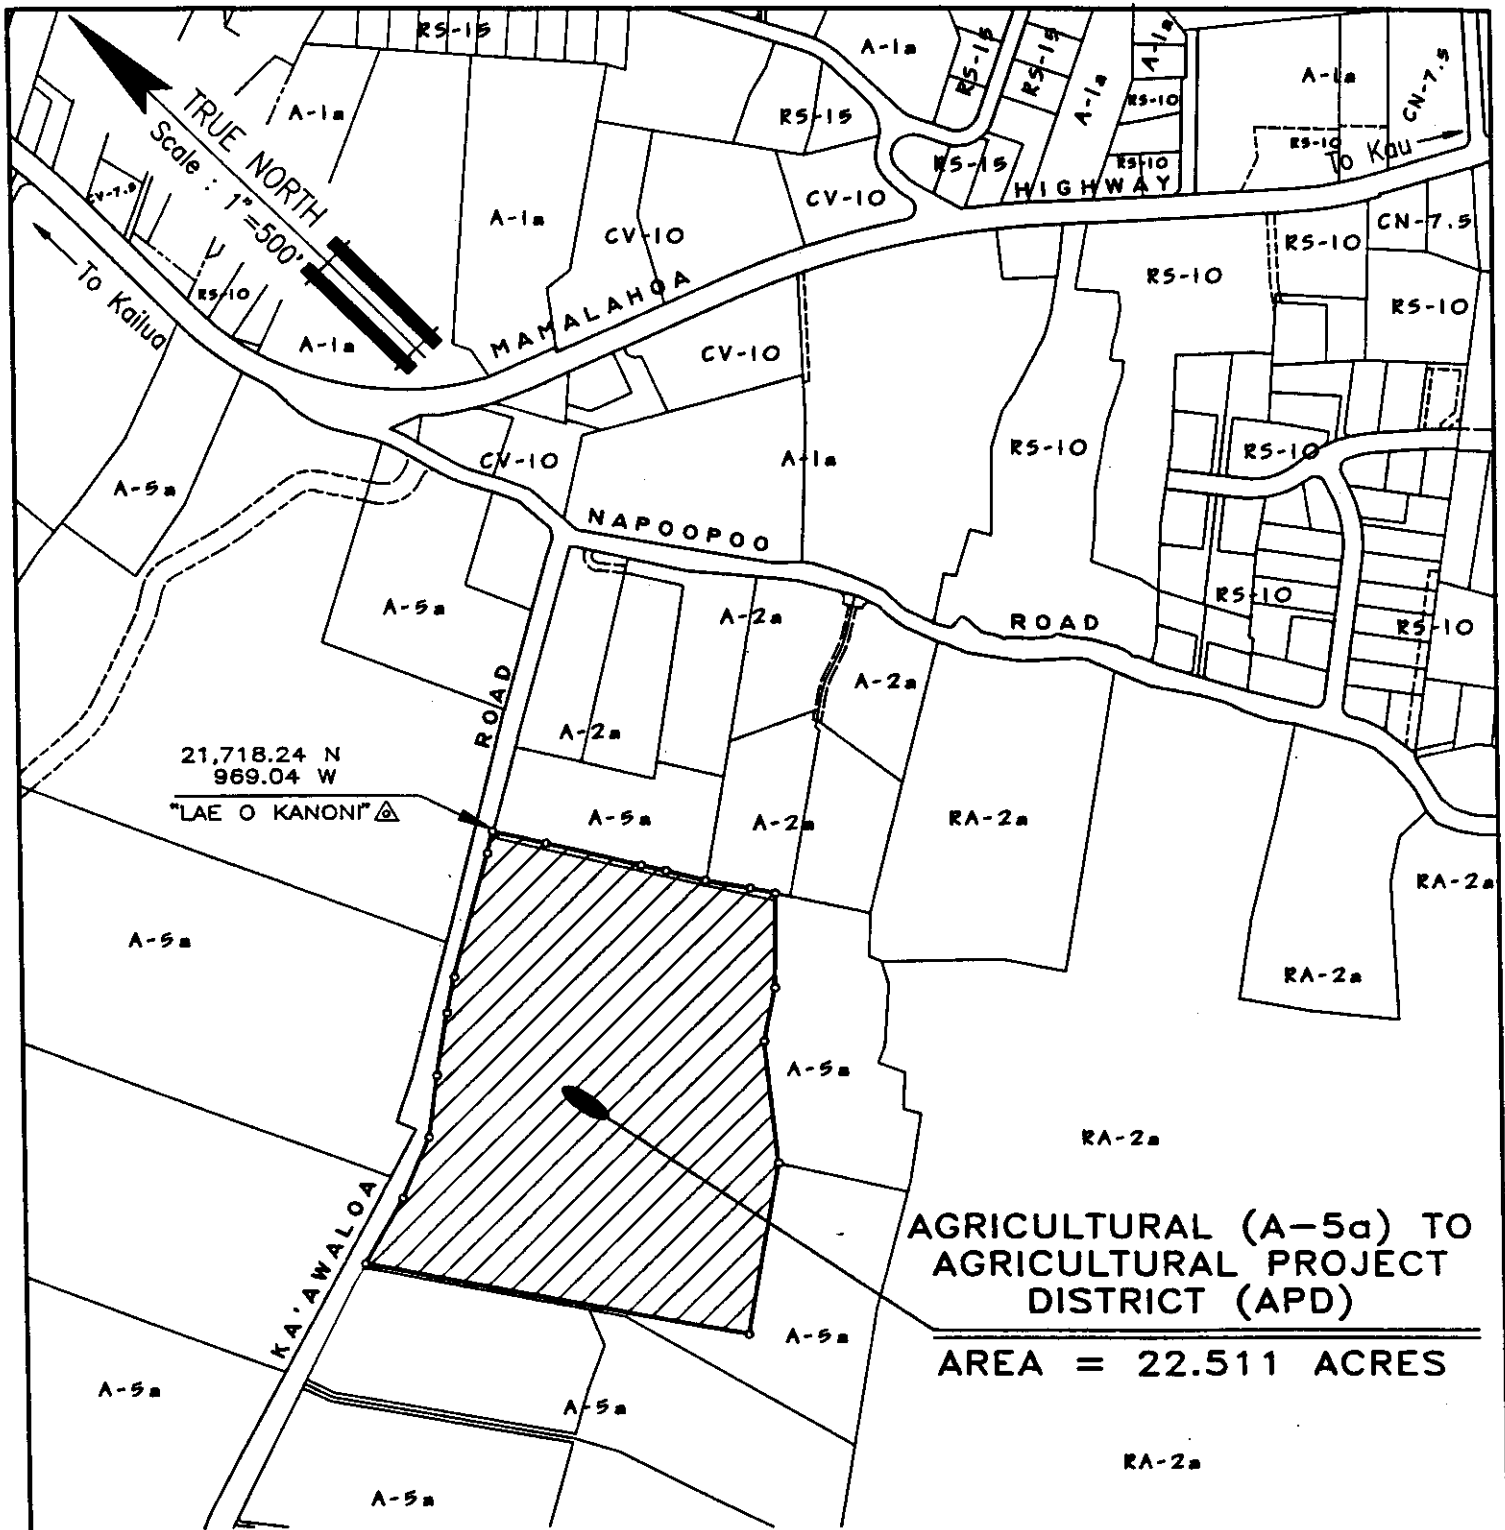 RS-15
A-1a
RS-15
RS-15
A-1a
A-1a
A-1a
CN-7.5
TRUE NORTH
Scale : 1"=500'
A-1a
RS-15
RS-10
RS-10
To Kau
RS-15
RS-10
HIGHWAY
CV-7.5
A-1a
CV-10
CV-10
CN-7.5
RS-10
To Kailua
RS-10
MAMALAHOA
RS-10
RS-10
A-1a
CV-10
CV-10
A-1a
RS-10
RS-10
A-5a
NAPOOPOO
A-5a
A-2a
ROAD
RS-10
RS-10
A-2a
ROAD
A-2a
21,718.24 N
969.04 W
"LAE O KANONI"
A-5a
A-2a
RA-2a
RA-2a
A-5a
RA-2a
A-5a
RA-2a
KA'AWALOA
AGRICULTURAL (A-5a) TO
AGRICULTURAL PROJECT
DISTRICT (APD)
A-5a
AREA = 22.511 ACRES
A-5a
A-5a
RA-2a
A-5a